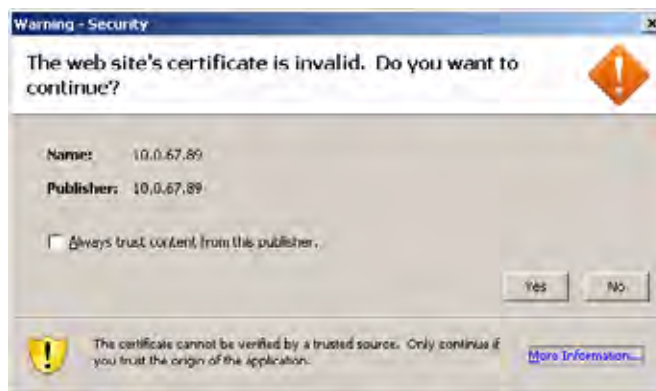 Warning - Security
The web site's certificate is invalid. Do you want to
continue?
Name: 10.0.67.89
Publisher: 10.0.67.89
Always trust content from this publisher.
Yes No
The certificate cannot be verified by a trusted source. Only continue if
you trust the origin of the application.
More Information...